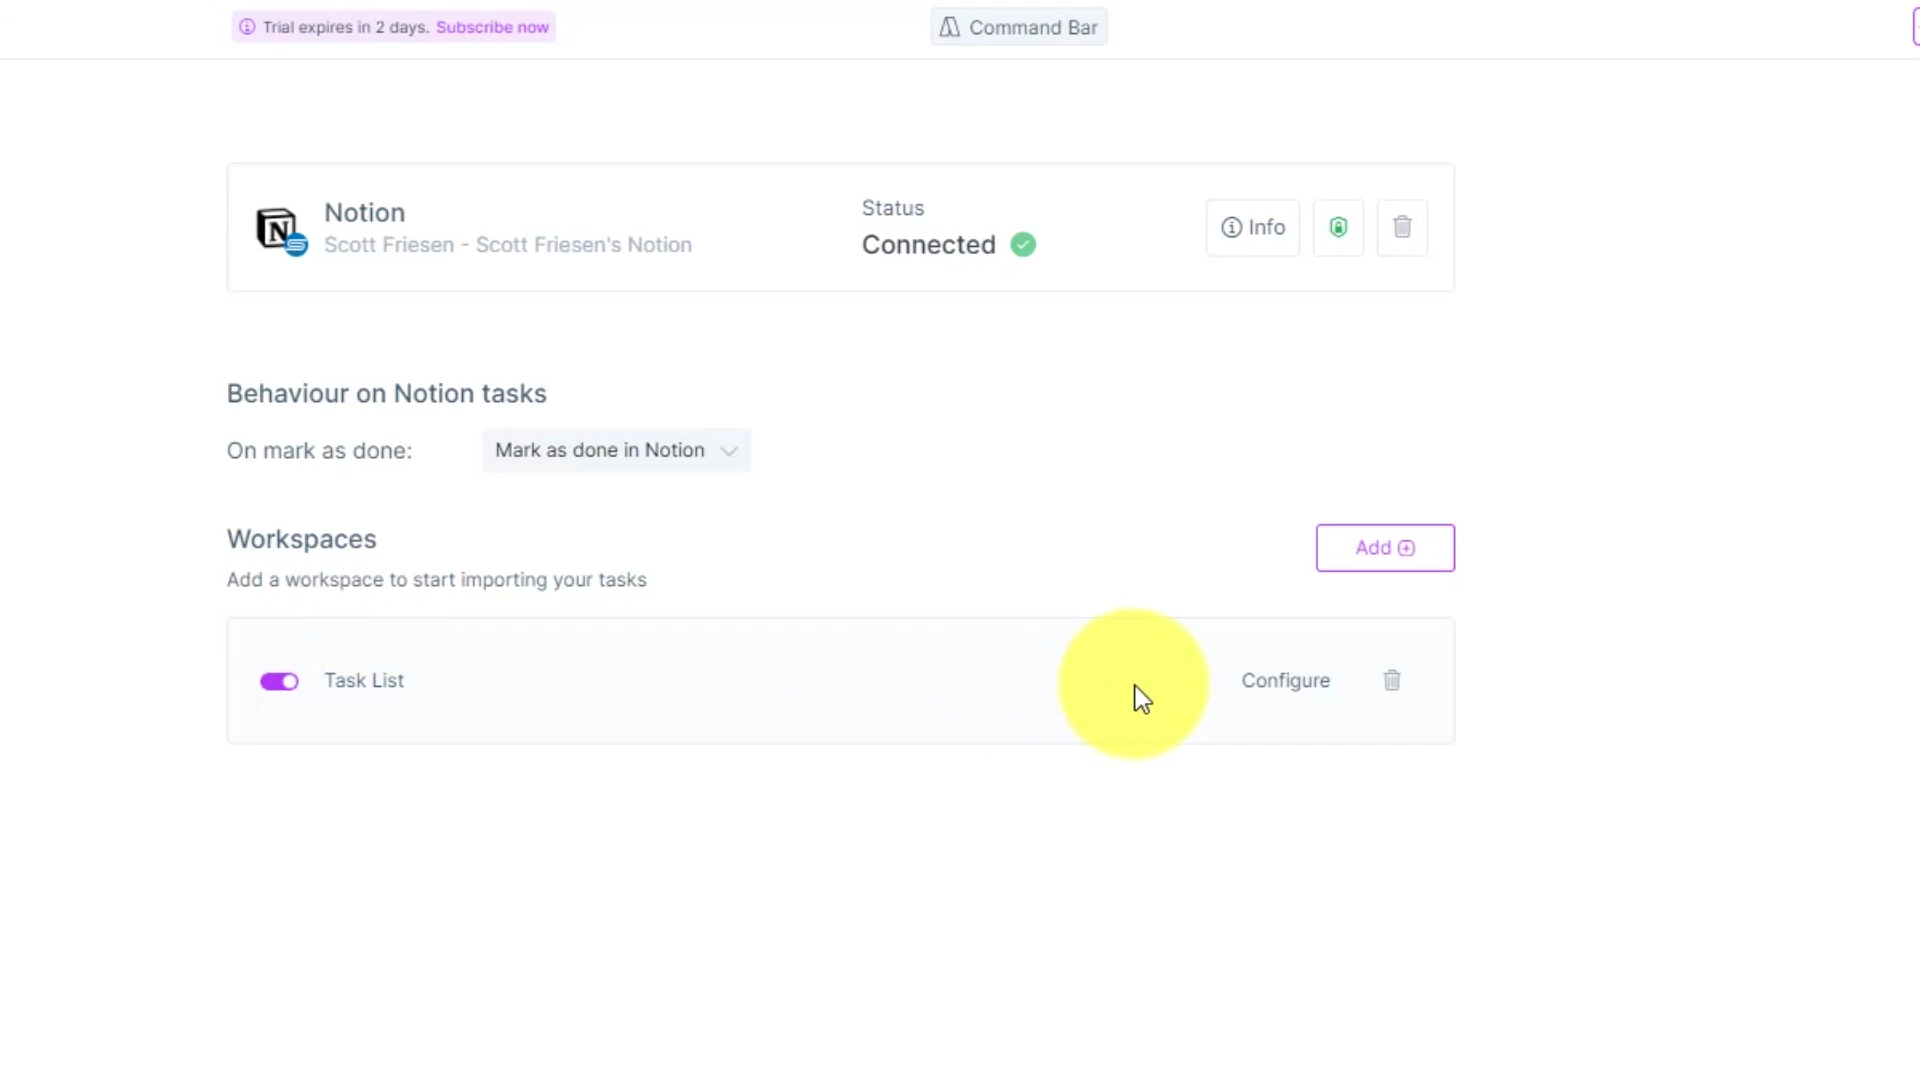 Trial expires in 2 days. Subscribe now
Command Bar
Notion
Scott Friesen - Scott Friesen's Notion
Status
Connected
Info
Behaviour on Notion tasks
On mark as done:
Mark as done in Notion
Workspaces
Add a workspace to start importing your tasks
Add
Task List
Configure